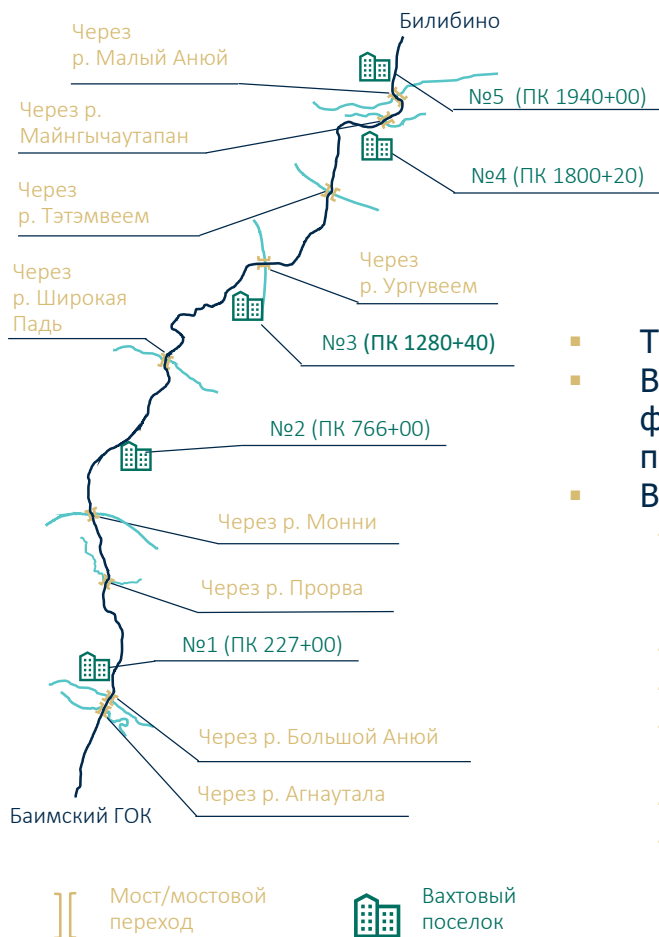 Билибино
Через
р. Малый Анюй
№5 (ПК 1940+00)
Через р.
Майнгычаутапан
№4 (ПК 1800+20)
Через
р. Тэтэмвеем
Через
р. Ургувеем
Через
р. Широкая
Падь
№3 (ПК 1280+40)
№2 (ПК 766+00)
Через р. Монни
Через р. Прорва
№1 (ПК 227+00)
Через р. Большой Анюй
Через р. Агнаутала
Баимский ГОК
Мост/мостовой
переход
Вахтовый
поселок
Т
В
ф
п
В